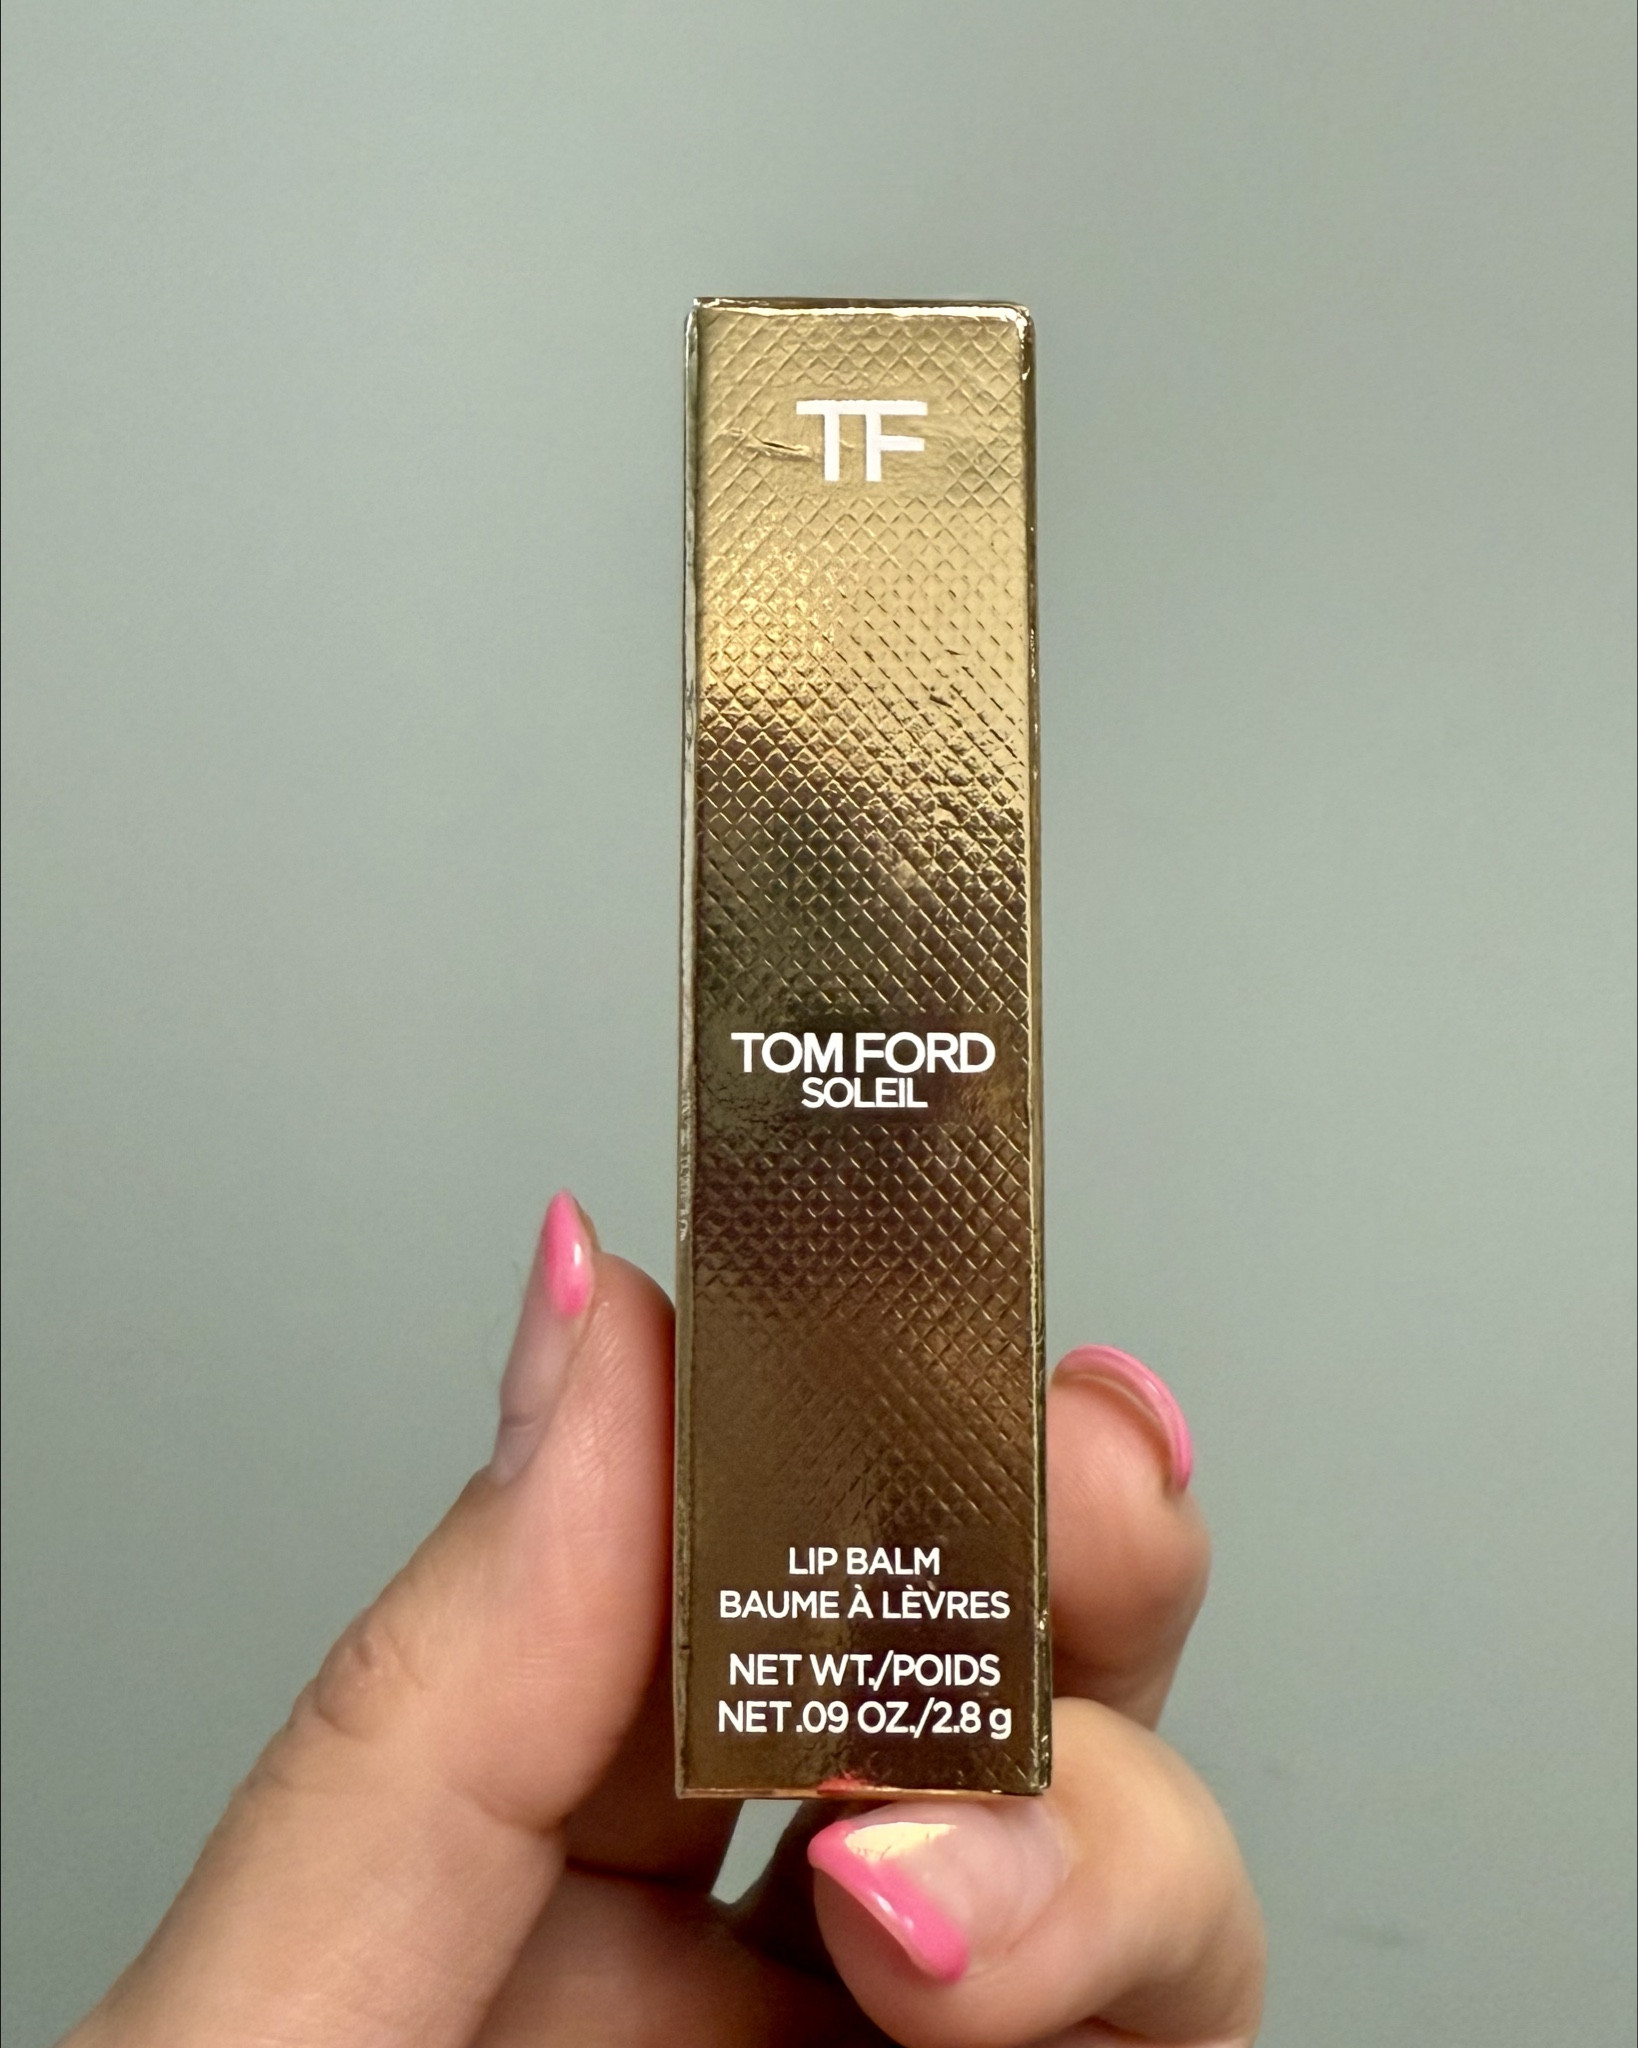 TF
TOM FORD
SOLEIL
LIP BALM
BAUME À LÈVRES
NET WT./POIDS
NET .09 OZ./2.8 g